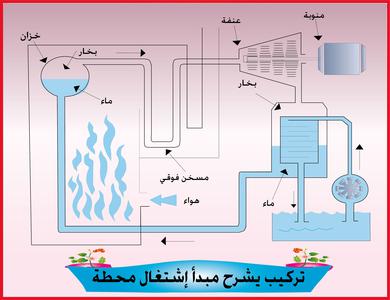 منوبة
عنفة
خزان
بخار
بخار
ماء
مسخن فوقي
هواء
ماء
تركيب يشرح مبدأ إشتغال محطة